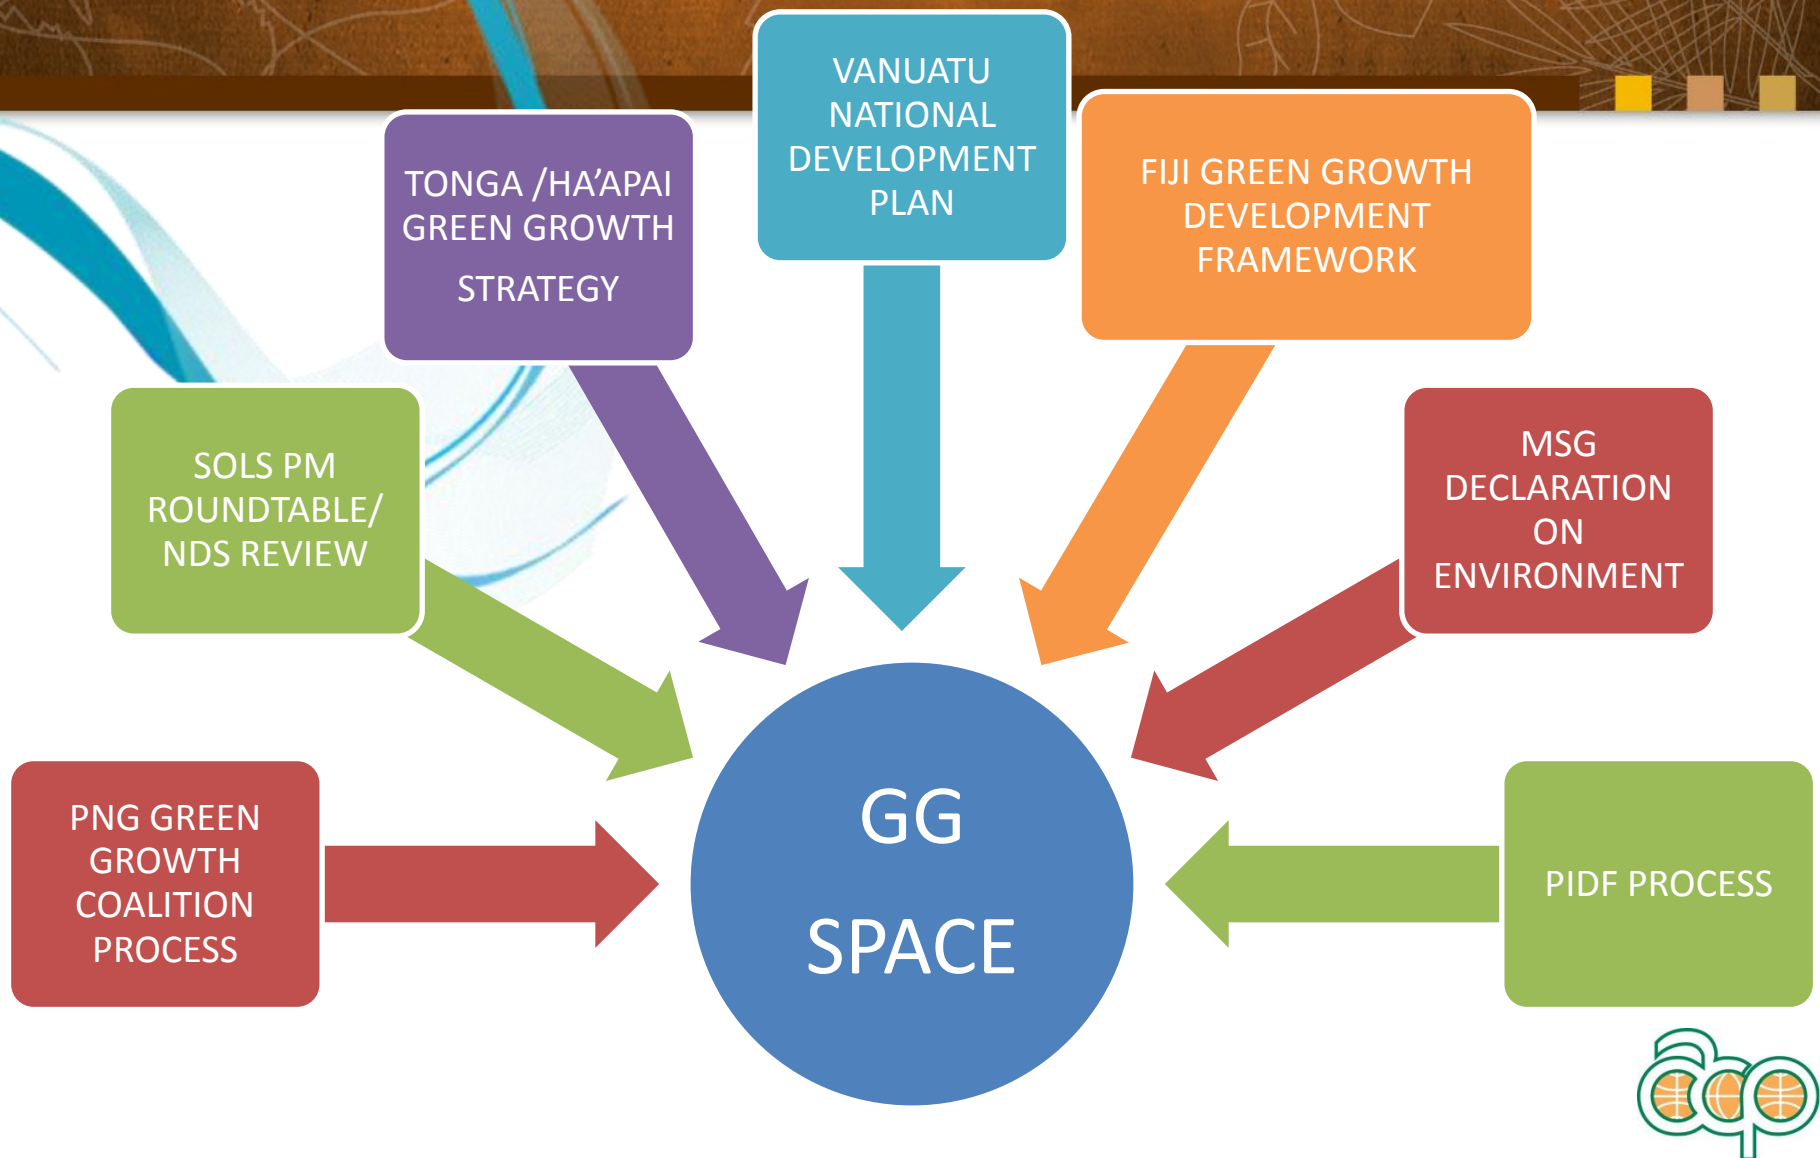 VANUATU
NATIONAL
DEVELOPMENT
PLAN
TONGA /HA’APAI
GREEN GROWTH
STRATEGY
FIJI GREEN GROWTH
DEVELOPMENT
FRAMEWORK
SOLS PM
ROUNDTABLE/
NDS REVIEW
MSG
DECLARATION
ON
ENVIRONMENT
PNG GREEN
GROWTH
COALITION
PROCESS
GG
SPACE
PIDF PROCESS
acp